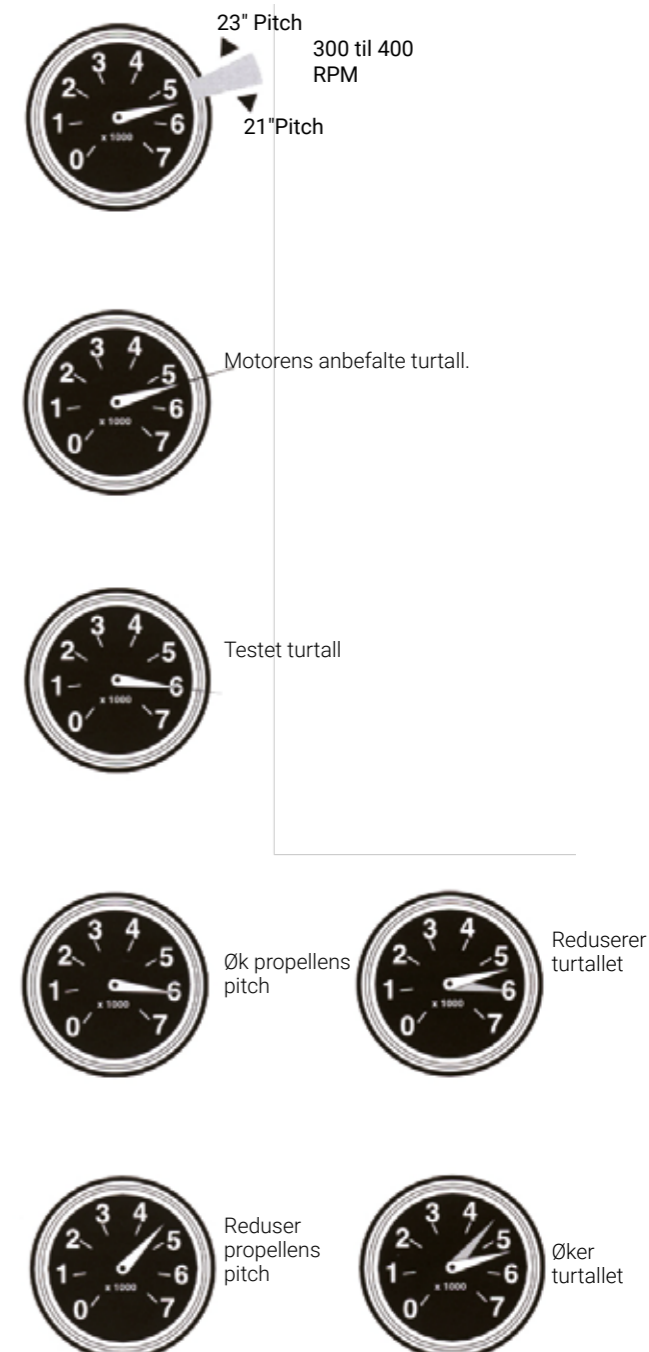 23" Pitch
300 til 400
RPM
21"Pitch
0 1 2 3 4 5 6 7
x 1000
Motorens anbefalte turtall.
0 1 2 3 4 5 6 7
x 1000
Testet turtall
0 1 2 3 4 5 6 7
x 1000
Øk propellens
pitch
0 1 2 3 4 5 6 7
x 1000
Reduserer
turtallet
0 1 2 3 4 5 6 7
x 1000
Reduser
propellens
pitch
0 1 2 3 4 5 6 7
x 1000
Øker
turtallet
0 1 2 3 4 5 6 7
x 1000